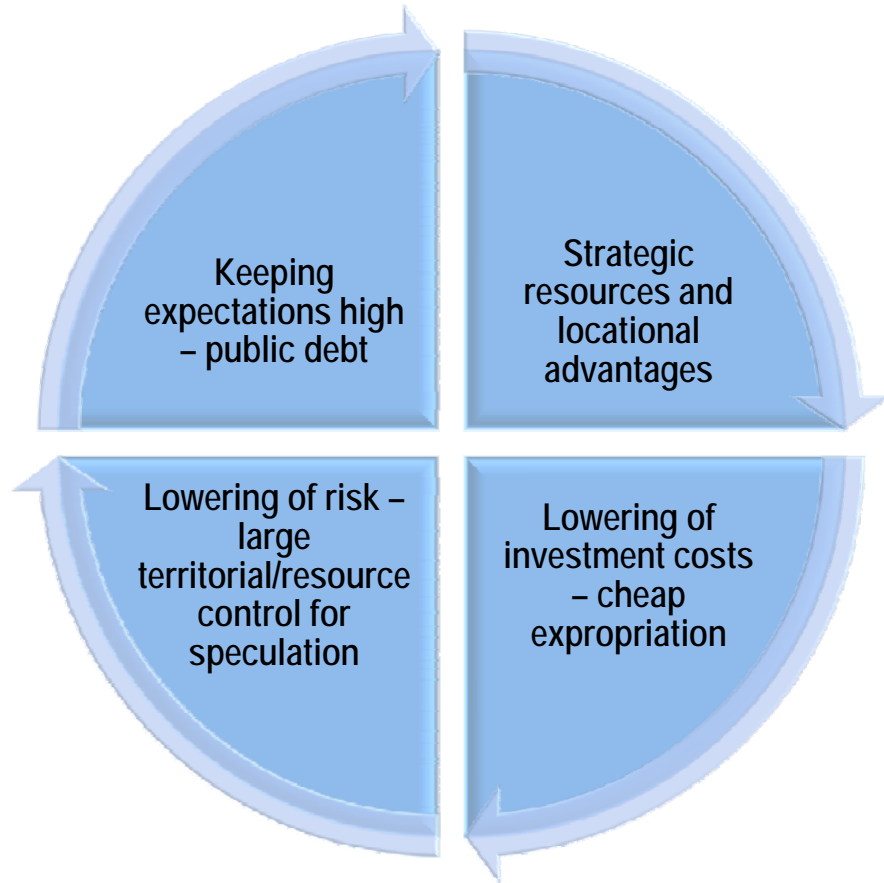 Keeping
expectations high
– public debt
Strategic
resources and
locational
advantages
Lowering of risk –
large
territorial/resource
control for
speculation
Lowering of
investment costs
– cheap
expropriation